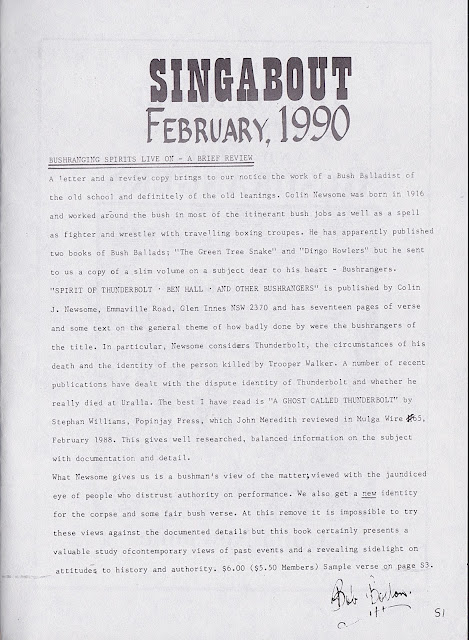 SINGABOUT
FEBRUARY, 1990
BUSHRANGING SPIRITS LIVE ON - A BRIEF REVIEW
A letter and a review copy brings to our notice the work of a Bush Balladist of
the old school and definitely of the old leanings. Colin Newsome was born in 1916
and worked around the bush in most of the itinerant bush jobs as well as a spell
as fighter and wrestler with travelling boxing troupes. He has apparently published
two books of Bush Ballads; "The Green Tree Snake" and "Dingo Howlers" but he sent
to us a copy of a slim volume on a subject dear to his heart - Bushrangers.
"SPIRIT OF THUNDERBOLT · BEN HALL · AND OTHER BUSHRANGERS" is published by Colin
J. Newsome, Emmaville Road, Glen Innes NSW 2370 and has seventeen pages of verse
and some text on the general theme of how badly done by were the bushrangers of
the title. In particular, Newsome considers Thunderbolt, the circumstances of his
death and the identity of the person killed by Trooper Walker. A number of recent
publications have dealt with the dispute identity of Thunderbolt and whether he
really died at Uralla. The best I have read is "A GHOST CALLED THUNDERBOLT" by
Stephan Williams, Popinjay Press, which John Meredith reviewed in Mulga Wire #65,
February 1988. This gives well researched, balanced information on the subject
with documentation and detail.
What Newsome gives us is a bushman's view of the matter, viewed with the jaundiced
eye of people who distrust authority on performance. We also get a new identity
for the corpse and some fair bush verse. At this remove it is impossible to try
these views against the documented details but this book certainly presents a
valuable study ofcontemporary views of past events and a revealing sidelight on
attitudes to history and authority. $6.00 ($5.50 Members) Sample verse on page S3.
Bob Bolton
S1